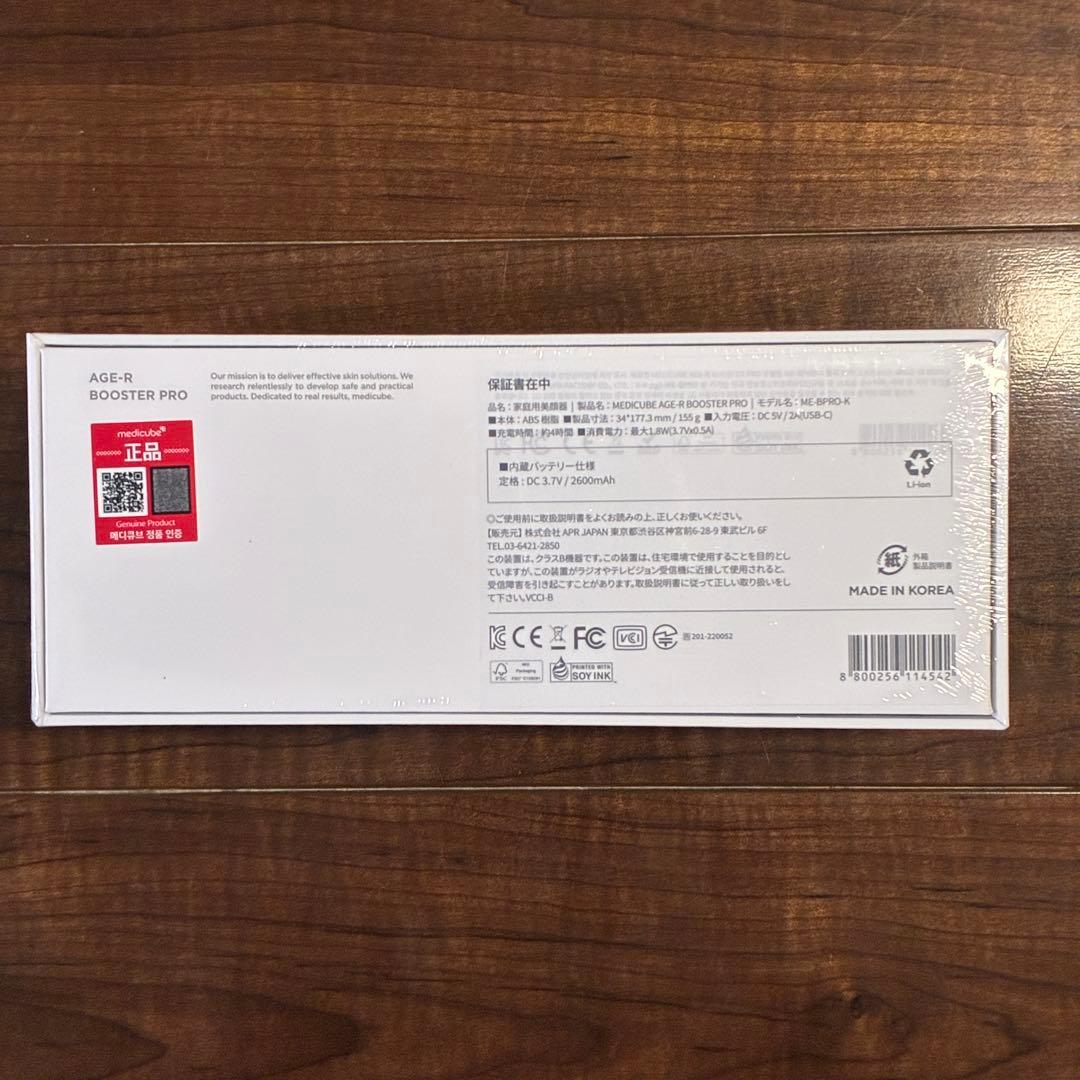 AGE-R
BOOSTER PRO
Our mission is to deliver effective skin solutions. We
research relentlessly to develop safe and practical
products. Dedicated to real results, medicube.
medicube
正品
Genuine Product
메디큐브 정품 인증
保証書在中
品名：家庭用美顔器 | 製品名：MEDICUBE AGE-R BOOSTER PRO | モデル名：ME-BPRO-K
■本体：ABS 樹脂 ■製品寸法：34*177.3 mm / 155 g ■入力電圧：DC 5V / 2A(USB-C)
■充電時間：約4時間 ■消費電力：最大1.8W(3.7Vx0.5A)
■内蔵バッテリー仕様
定格：DC 3.7V / 2600mAh
Li-ion
◎ご使用前に取扱説明書をよくお読みの上、正しくお使いください。
【販売元】 株式会社 APR JAPAN 東京都渋谷区神宮前6-28-9 東武ビル 6F
TEL.03-6421-2850
この装置は、クラスB機器です。この装置は、住宅環境で使用することを目的とし
ていますが、この装置がラジオやテレビジョン受信機に近接して使用されると、
受信障害を引き起こすことがあります。取扱説明書に従って正しい取り扱いをし
て下さい。VCCI-B
紙
外箱
製品説明書
MADE IN KOREA
CE FC VCI 201-220052
FSC MIX Packaging
PRINTED WITH
SOY INK
8 800256 114542